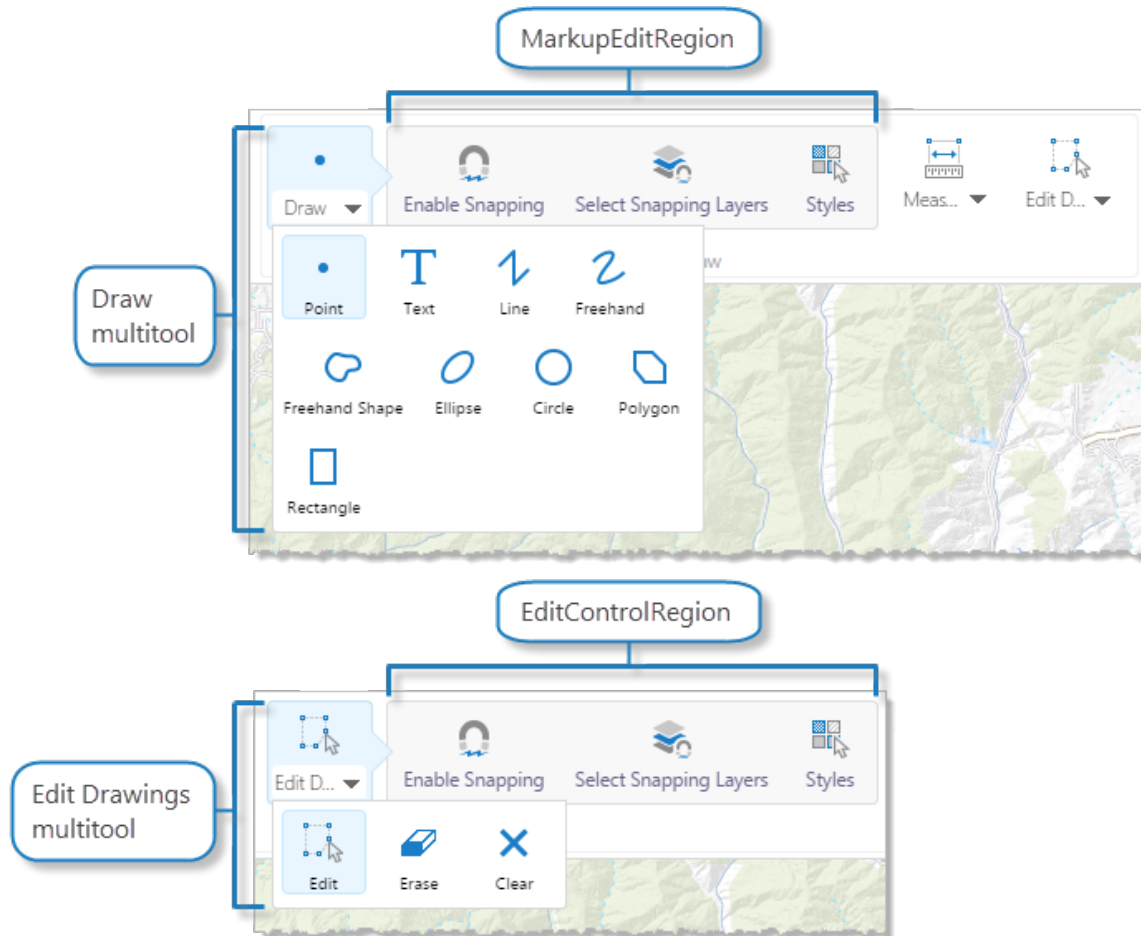 MarkupEditRegion
Draw
Enable Snapping
Select Snapping Layers
Styles
Meas...
Edit D...
Draw
multitool
Point
Text
Line
Freehand
Freehand Shape
Ellipse
Circle
Polygon
Rectangle
EditControlRegion
Edit D...
Enable Snapping
Select Snapping Layers
Styles
Edit Drawings
multitool
Edit
Erase
Clear